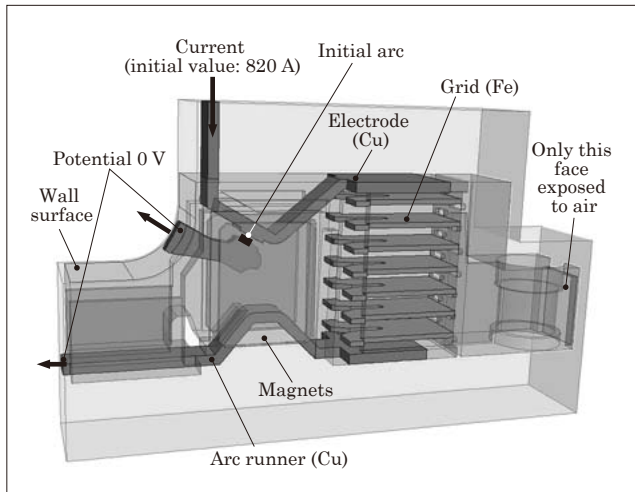 Current
(initial value: 820 A)
Initial arc
Grid (Fe)
Electrode
(Cu)
Potential 0 V
Only this
face
exposed
to air
Wall
surface
Magnets
Arc runner (Cu)